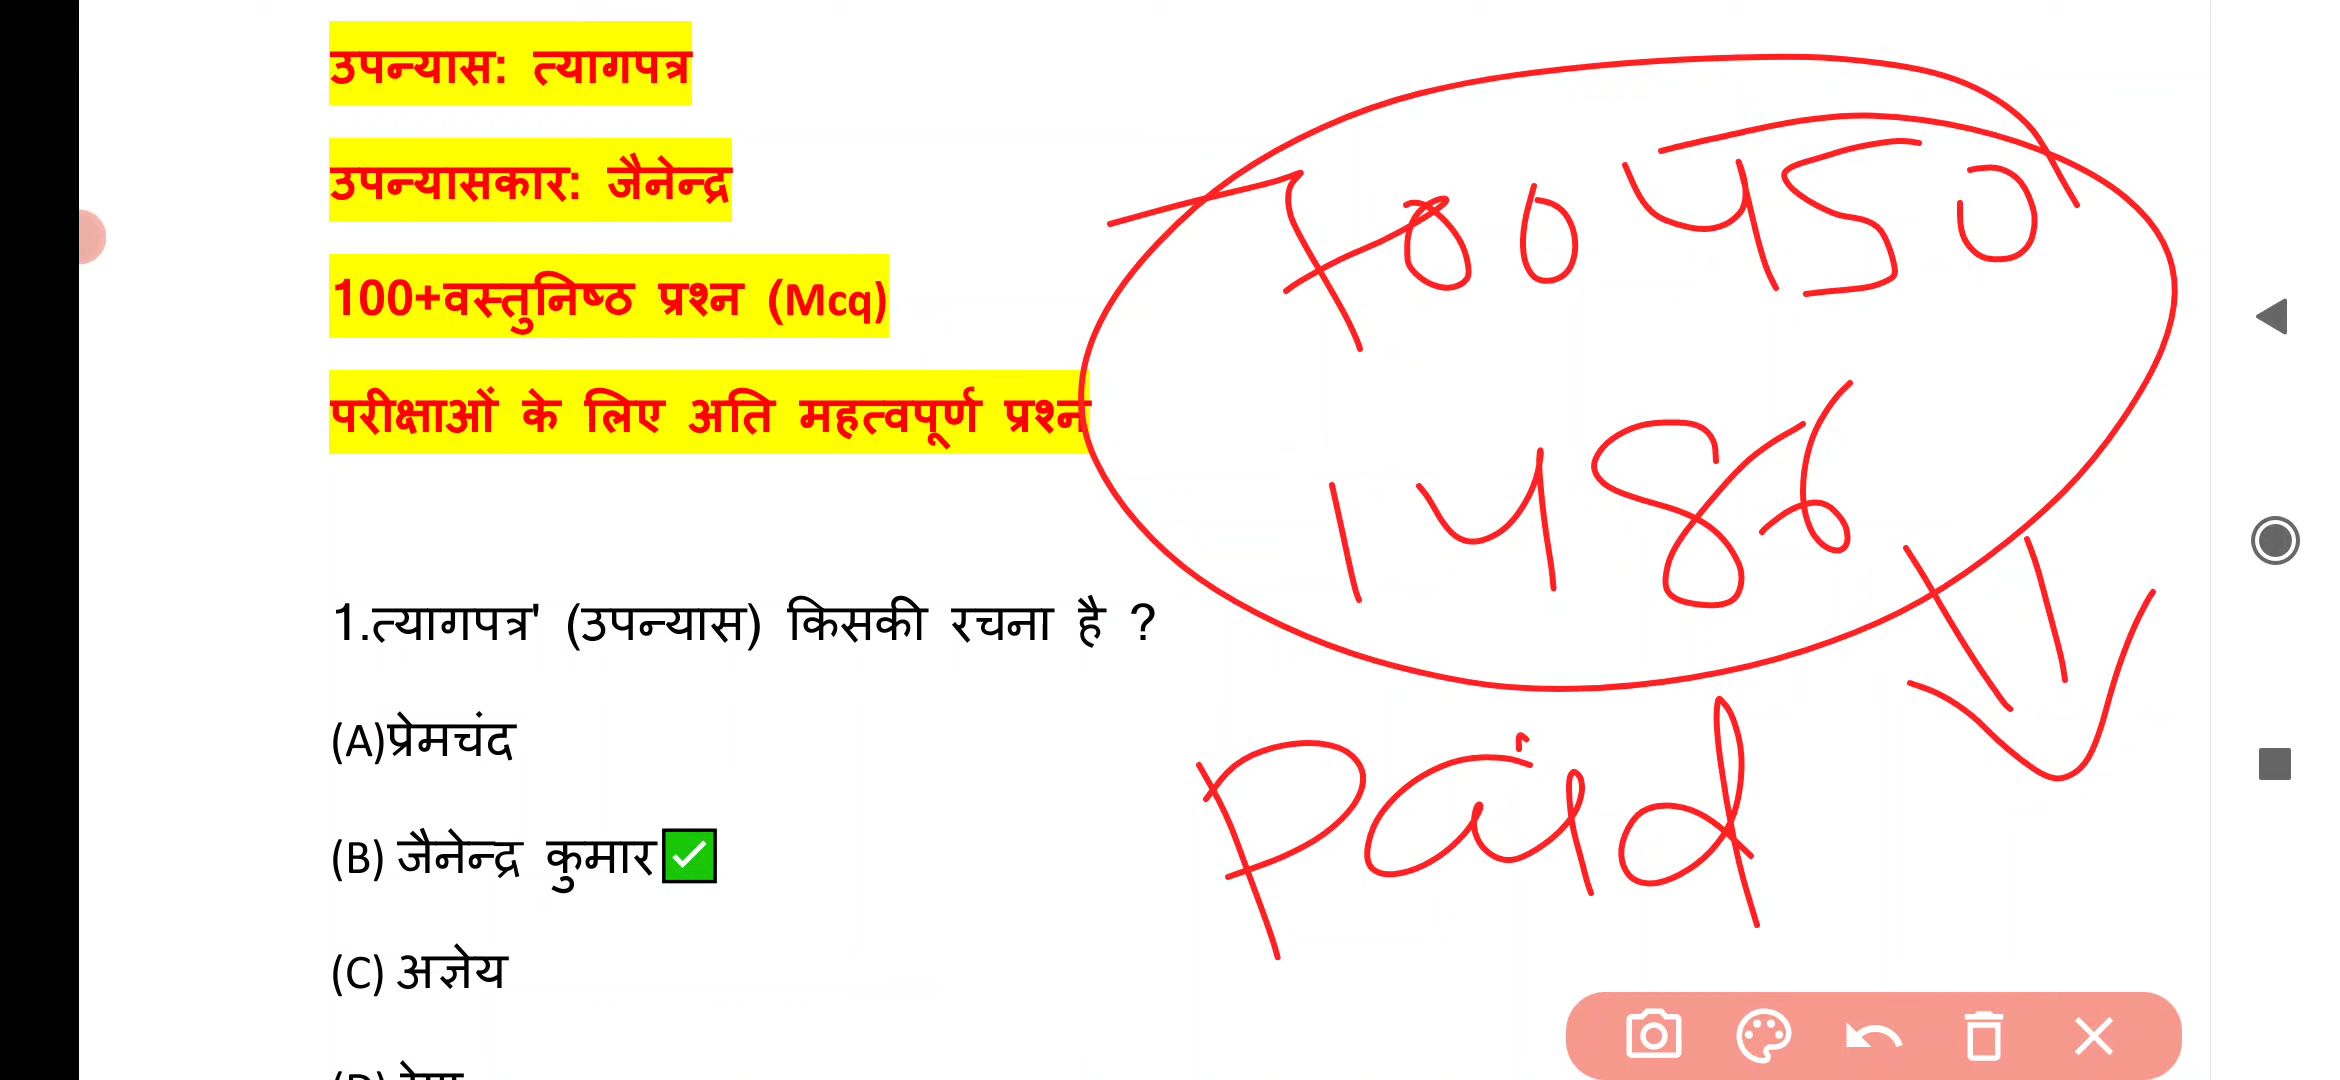 उपन्यास: त्यागपत्र
उपन्यासकार: जैनेन्द्र
100+वस्तुनिष्ठ प्रश्न (Mcq)
परीक्षाओं के लिए अति महत्वपूर्ण प्रश्न
700450
1486
Paid
1.त्यागपत्र' (उपन्यास) किसकी रचना है ?
(A)प्रेमचंद
(B) जैनेन्द्र कुमार
(C) अज्ञेय